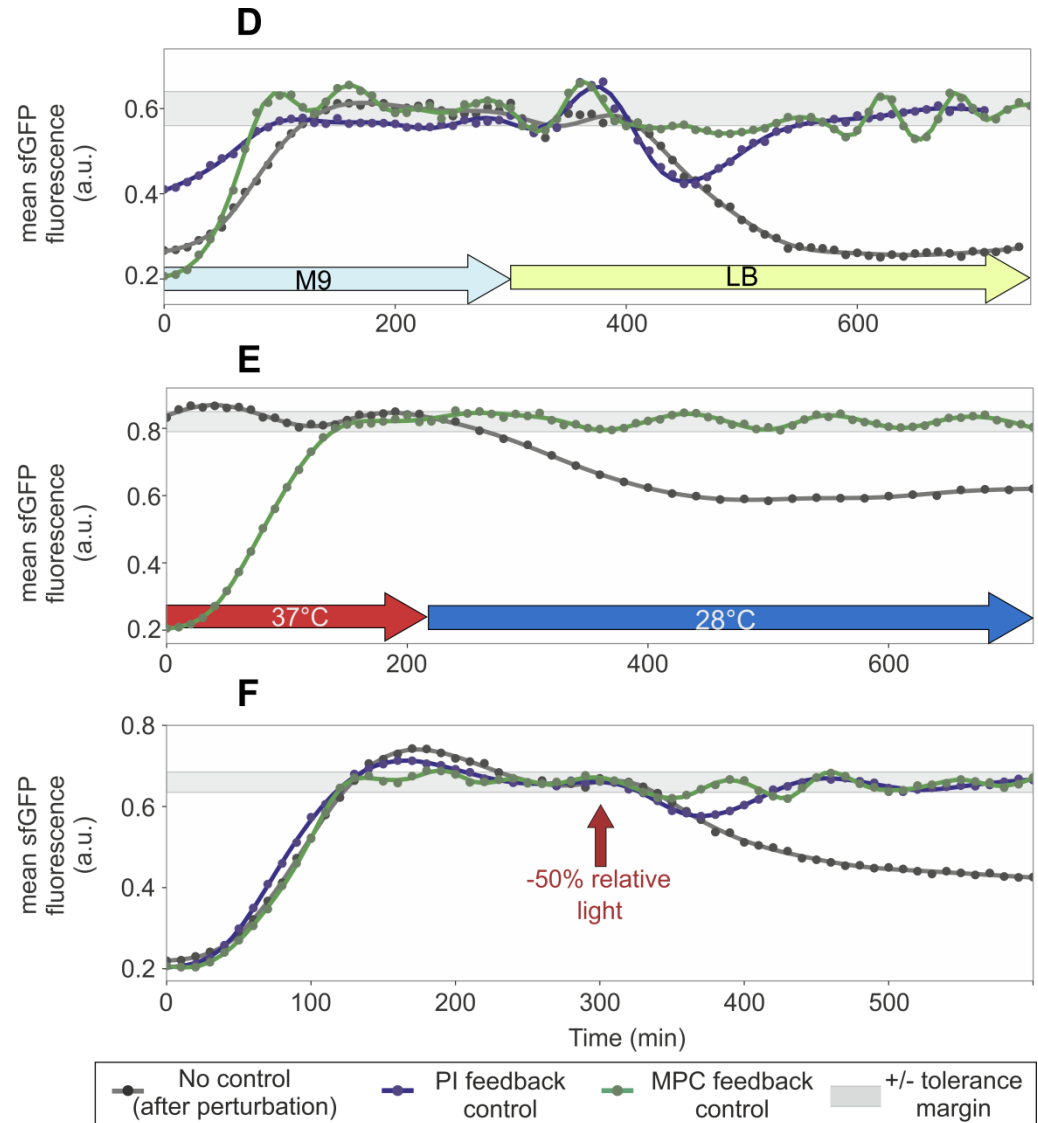 D
mean sfGFP
fluorescence
(a.u.)
0.6
0.4
0.2
M9
LB
0
200
400
600
E
mean sfGFP
fluorescence
(a.u.)
0.8
0.6
0.4
0.2
37°C
28°C
0
200
400
600
F
mean sfGFP
fluorescence
(a.u.)
0.8
0.6
0.4
0.2
-50% relative
light
0
100
200
300
400
500
Time (min)
No control
(after perturbation)
PI feedback
control
MPC feedback
control
+/- tolerance
margin